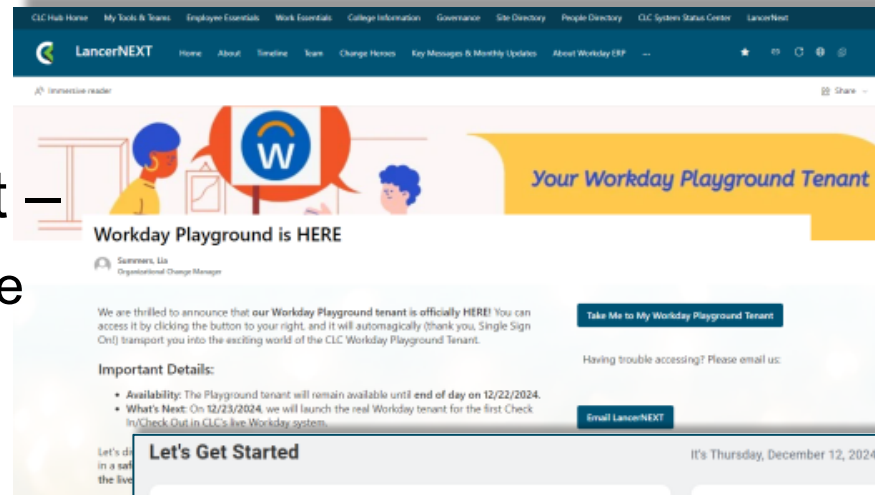 CLC Hub Home My Tools & Teams Employee Essentials Work Essentials College Information Governance Site Directory People Directory CLC System Status Center LancerNext
LancerNEXT Home About Timeline Team Change Heroes Key Messages & Monthly Updates About Workday ERP ...
Immersive reader
Share
W
Your Workday Playground Tenant
t –
Workday Playground is HERE
e
Summers, Lia
Organizational Change Manager
We are thrilled to announce that our Workday Playground tenant is officially HERE! You can
access it by clicking the button to your right, and it will automagically (thank you, Single Sign
On!) transport you into the exciting world of the CLC Workday Playground Tenant.
Take Me to My Workday Playground Tenant
Having trouble accessing? Please email us:
Important Details:
• Availability: The Playground tenant will remain available until end of day on 12/22/2024.
• What's Next: On 12/23/2024, we will launch the real Workday tenant for the first Check
In/Check Out in CLC's live Workday system.
Email LancerNEXT
Let's di
in a saf
the live
Let's Get Started
It's Thursday, December 12, 2024